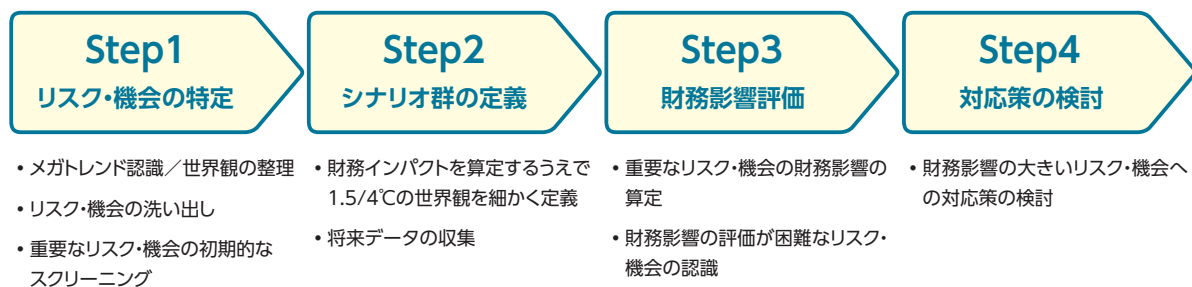 Step1
リスク・機会の特定
• メガトレンド認識／世界観の整理
• リスク・機会の洗い出し
• 重要なリスク・機会の初期的な
スクリーニング
Step2
シナリオ群の定義
• 財務インパクトを算定するうえで
1.5/4℃の世界観を細かく定義
• 将来データの収集
Step3
財務影響評価
• 重要なリスク・機会の財務影響の
算定
• 財務影響の評価が困難なリスク・
機会の認識
Step4
対応策の検討
• 財務影響の大きいリスク・機会へ
の対応策の検討